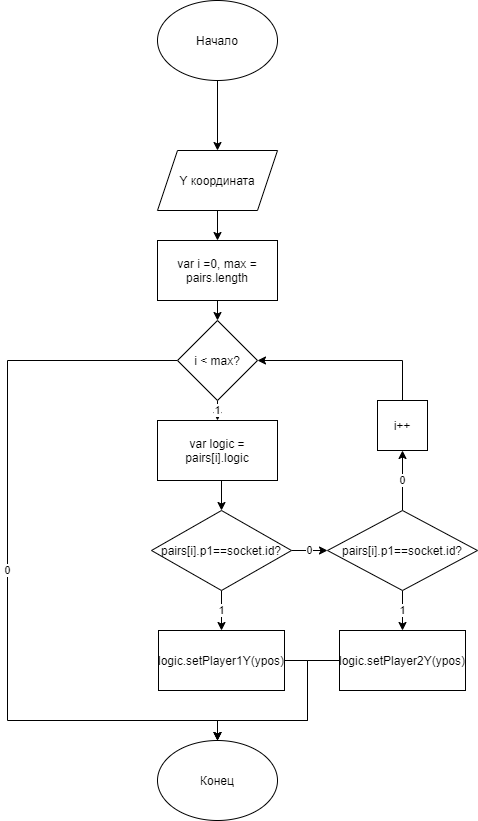 Начало
Y координата
var i =0, max =
pairs.length
i < max?
1
var logic =
pairs[i].logic
i++
0
pairs[i].p1==socket.id?
0
pairs[i].p1==socket.id?
0
1
1
logic.setPlayer1Y(ypos)
logic.setPlayer2Y(ypos)
Конец